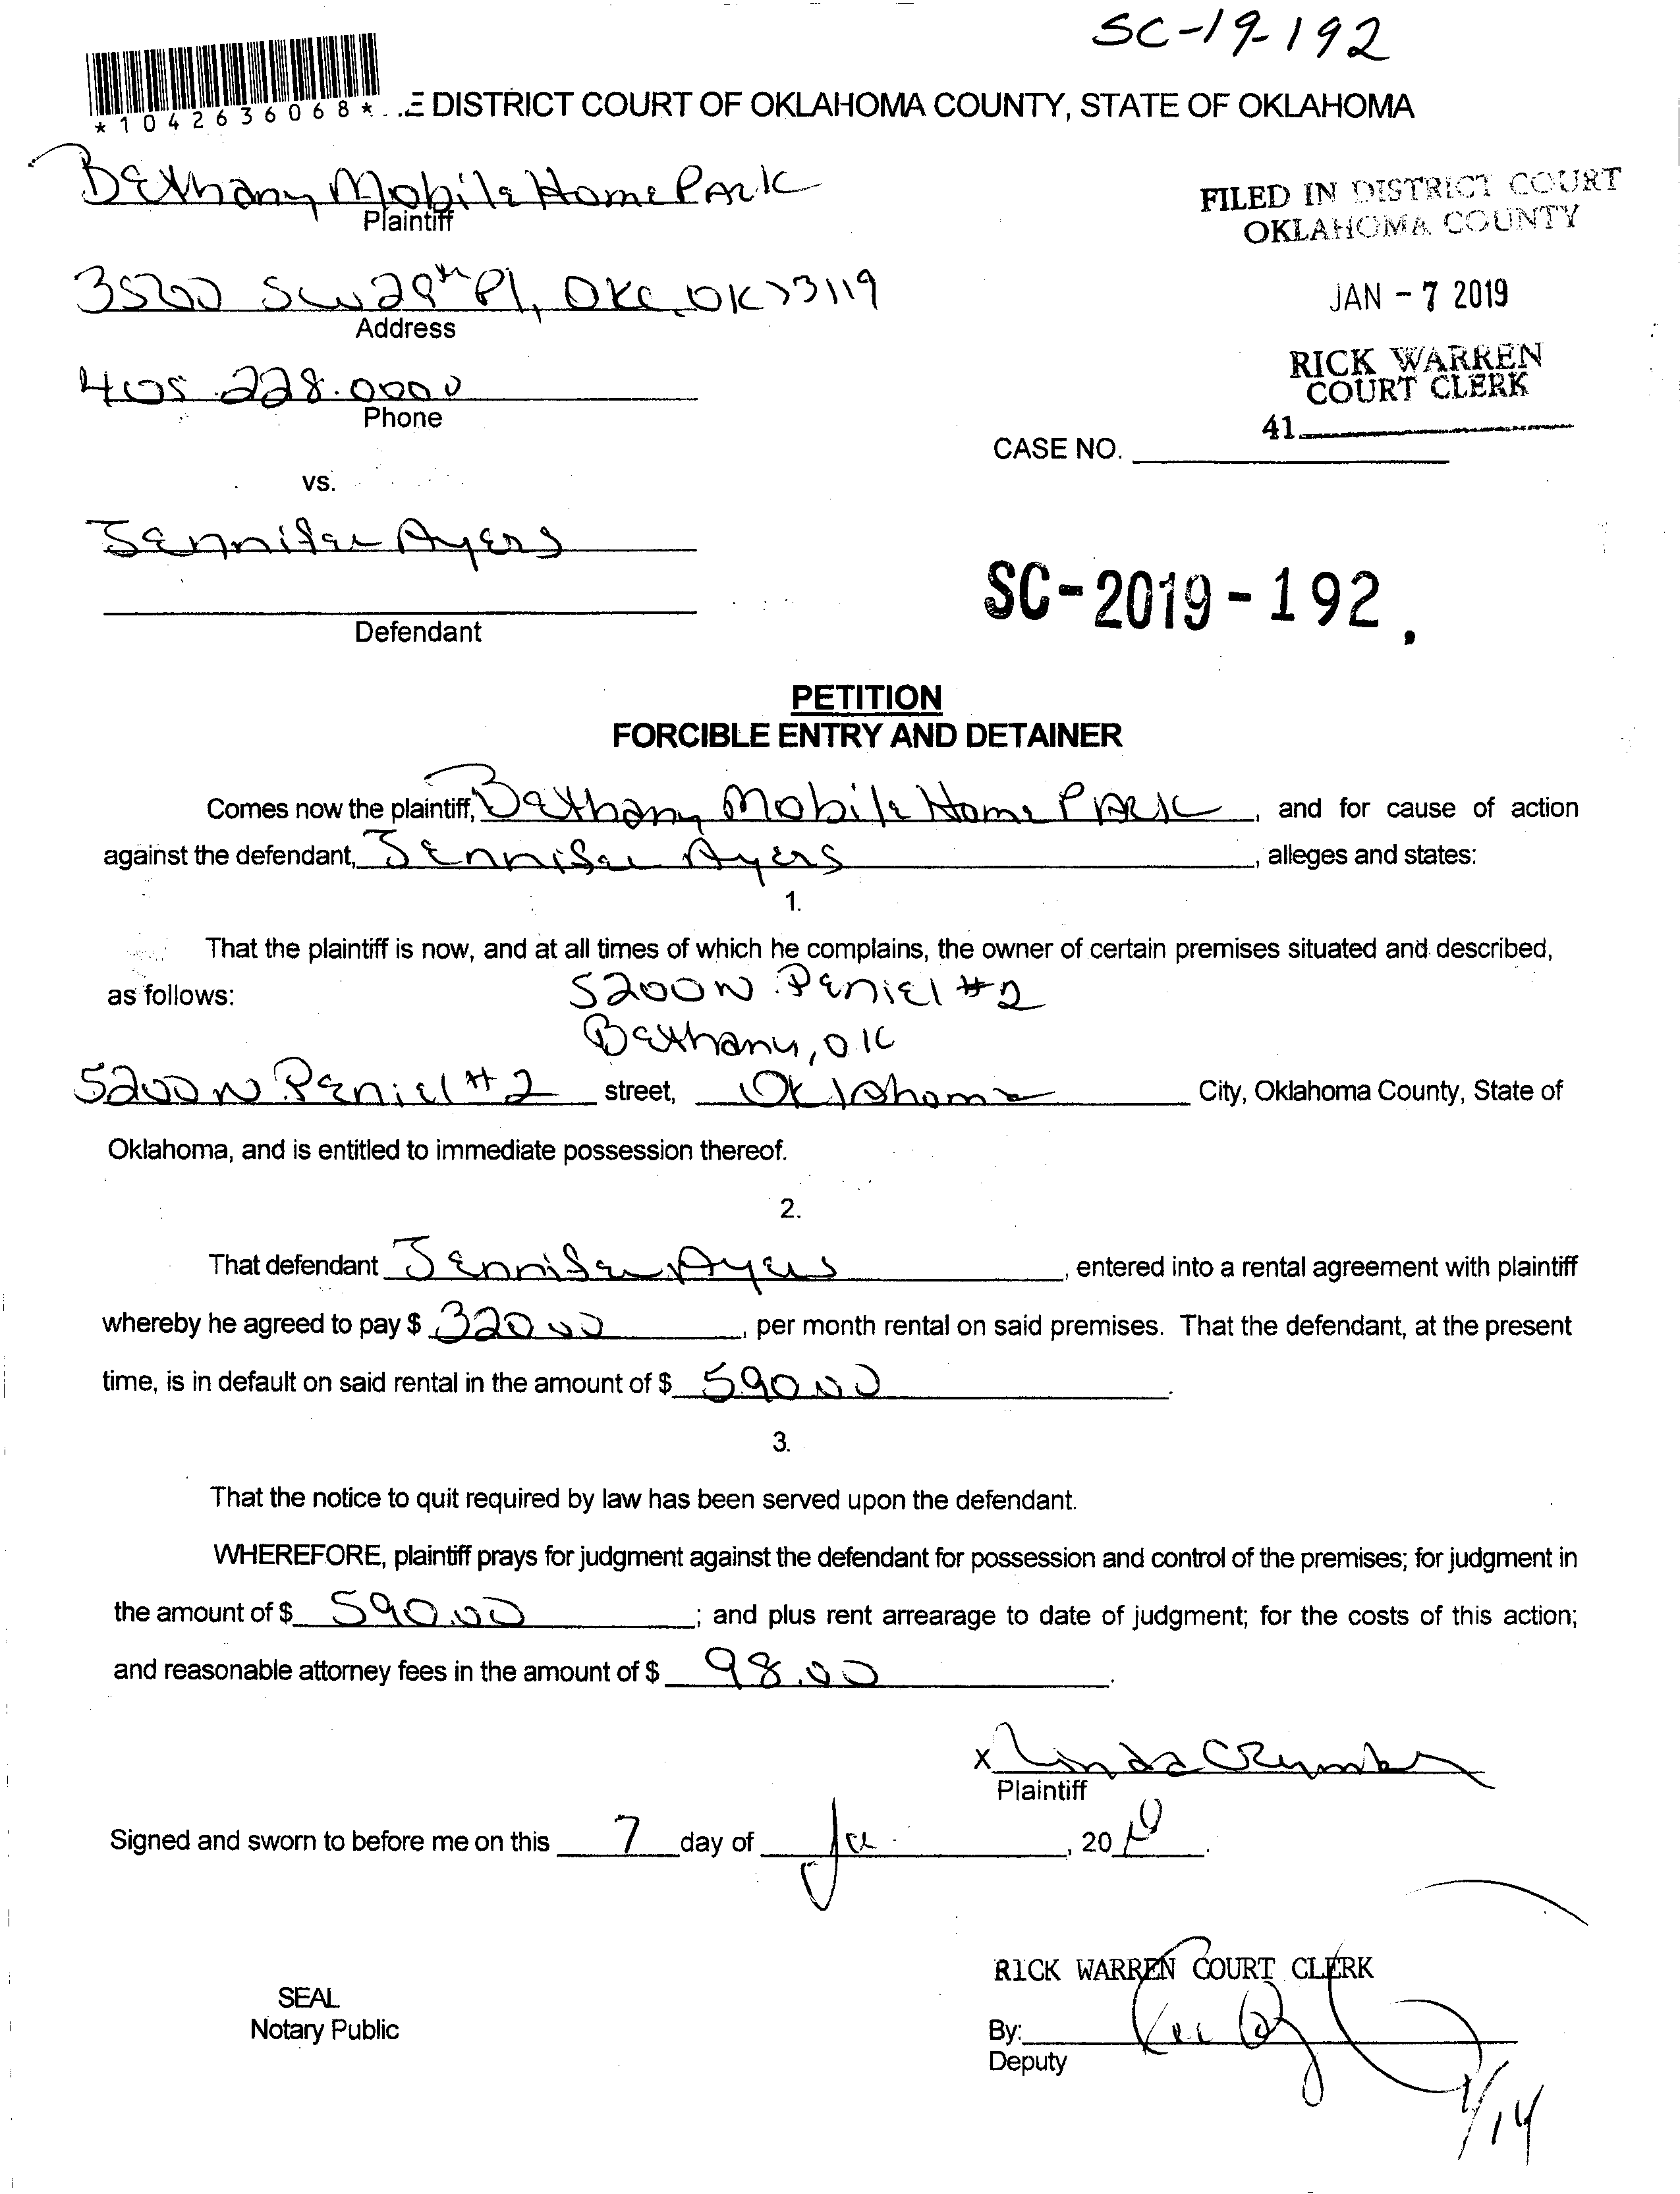 SC-19-192
*1042636068*
E DISTRICT COURT OF OKLAHOMA COUNTY, STATE OF OKLAHOMA
Bethany Mobile Home Park
Plaintiff
FILED IN DISTRICT COURT
OKLAHOMA COUNTY
3500 SW 28th Pl, OKC, OK 73119
Address
JAN - 7 2019
RICK WARREN
COURT CLERK
405.228.0000
Phone
41
CASE NO.
vs.
Jennifer Ayers
SC-2019-192
Defendant
PETITION
FORCIBLE ENTRY AND DETAINER
Comes now the plaintiff, Bethany Mobile Home Park, and for cause of action
against the defendant, Jennifer Ayers, alleges and states:
1.
That the plaintiff is now, and at all times of which he complains, the owner of certain premises situated and described,
as follows: 5200 N Peniel #2
Bethany, OK
5200 N Peniel #2 street, Oklahoma City, Oklahoma County, State of
Oklahoma, and is entitled to immediate possession thereof.
2.
That defendant Jennifer Ayers, entered into a rental agreement with plaintiff
whereby he agreed to pay $ 320.00, per month rental on said premises. That the defendant, at the present
time, is in default on said rental in the amount of $ 590.00.
3.
That the notice to quit required by law has been served upon the defendant.
WHEREFORE, plaintiff prays for judgment against the defendant for possession and control of the premises; for judgment in
the amount of $ 590.00; and plus rent arrearage to date of judgment; for the costs of this action;
and reasonable attorney fees in the amount of $ 98.00.
X Linda
Plaintiff
Signed and sworn to before me on this 7 day of Ja, 20
RICK WARREN COURT CLERK
SEAL
Notary Public
By:
Deputy
1/14